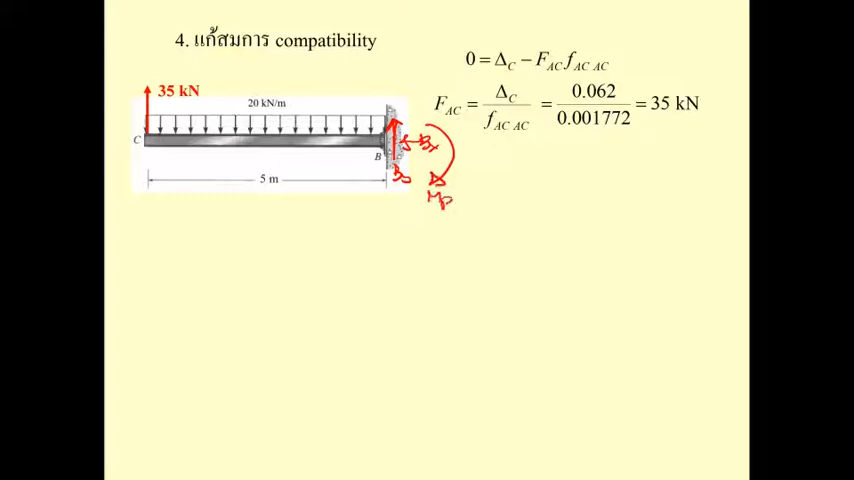 4. แก้สมการ compatibility
0 = Δ_C − F_AC f_AC AC
F_AC = Δ_C / f_AC AC = 0.062 / 0.001772 = 35 kN
35 kN
20 kN/m
C
B
5 m